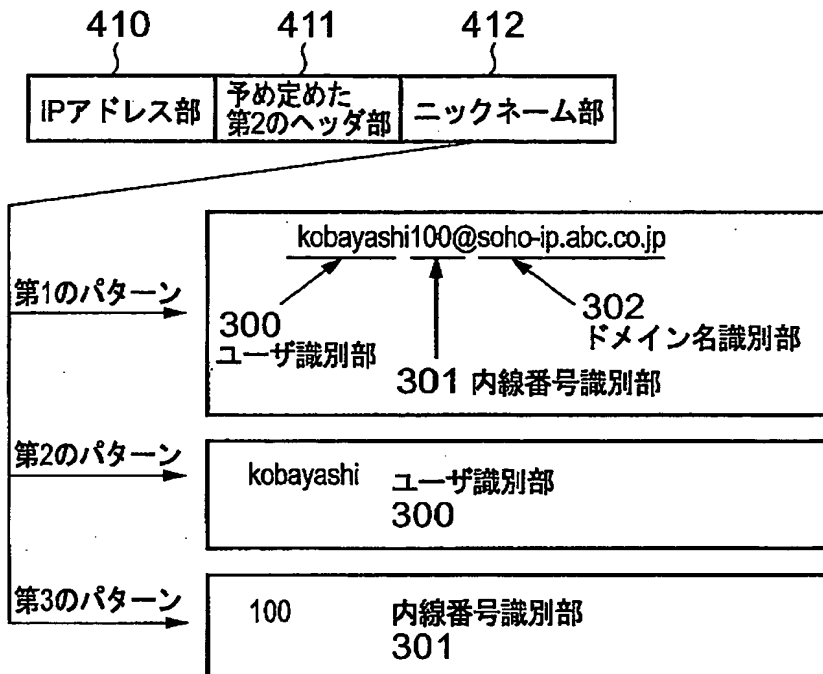 410 411 412
IPアドレス部 予め定めた ニックネーム部
第2のヘッダ部
kobayashi100@soho-ip.abc.co.jp
第1のパターン
300
ユーザ識別部
302
ドメイン名識別部
301 内線番号識別部
第2のパターン
kobayashi ユーザ識別部
300
第3のパターン
100 内線番号識別部
301